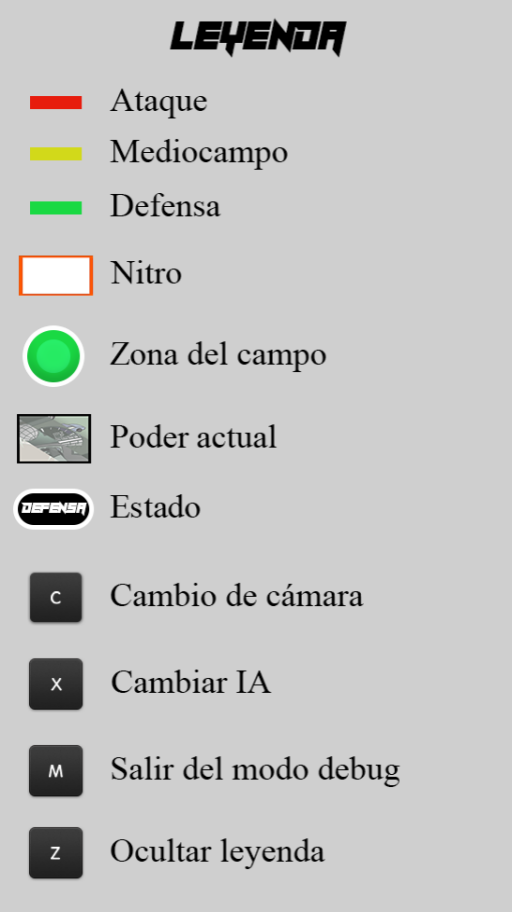 LEYENDA
Ataque
Mediocampo
Defensa
Nitro
Zona del campo
Poder actual
DEFENSA Estado
C Cambio de cámara
X Cambiar IA
M Salir del modo debug
Z Ocultar leyenda